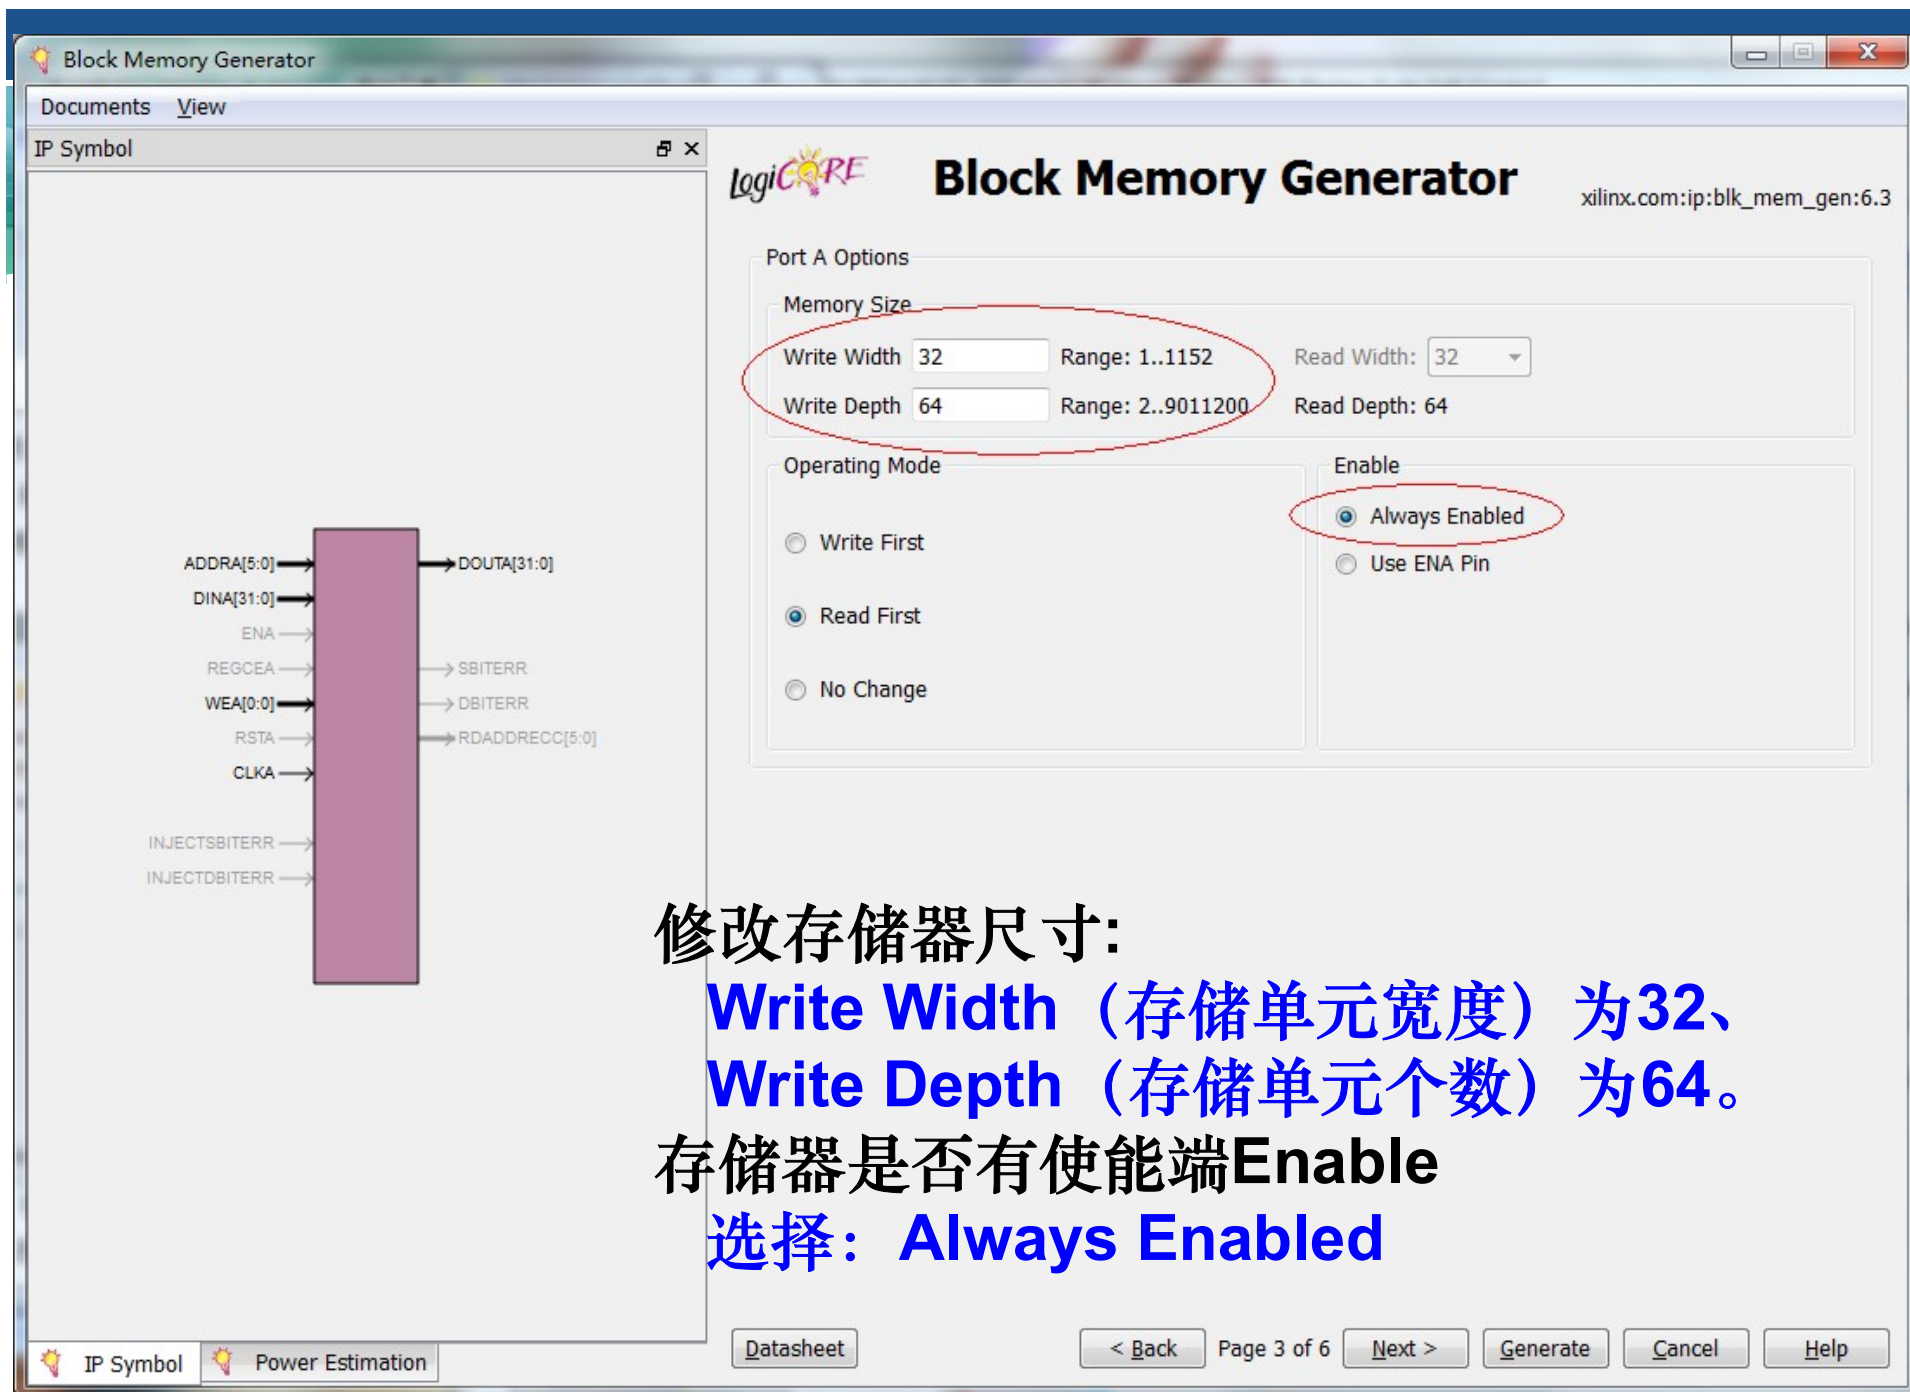 Block Memory Generator
Documents View
IP Symbol
LogiCORE
Block Memory Generator
xilinx.com:ip:blk_mem_gen:6.3
Port A Options
Memory Size
Write Width 32 Range: 1..1152 Read Width: 32
Write Depth 64 Range: 2..9011200 Read Depth: 64
Operating Mode
Write First
Read First
No Change
Enable
Always Enabled
Use ENA Pin
ADDRA[5:0] DOUTA[31:0]
DINA[31:0]
ENA
REGCEA SBITERR
WEA[0:0] DBITERR
RSTA RDADDRECC[5:0]
CLKA
INJECTSBITERR
INJECTDBITERR
修改存储器尺寸:
Write Width（存储单元宽度）为32、
Write Depth（存储单元个数）为64。
存储器是否有使能端Enable
选择：Always Enabled
IP Symbol Power Estimation
Datasheet < Back Page 3 of 6 Next > Generate Cancel Help